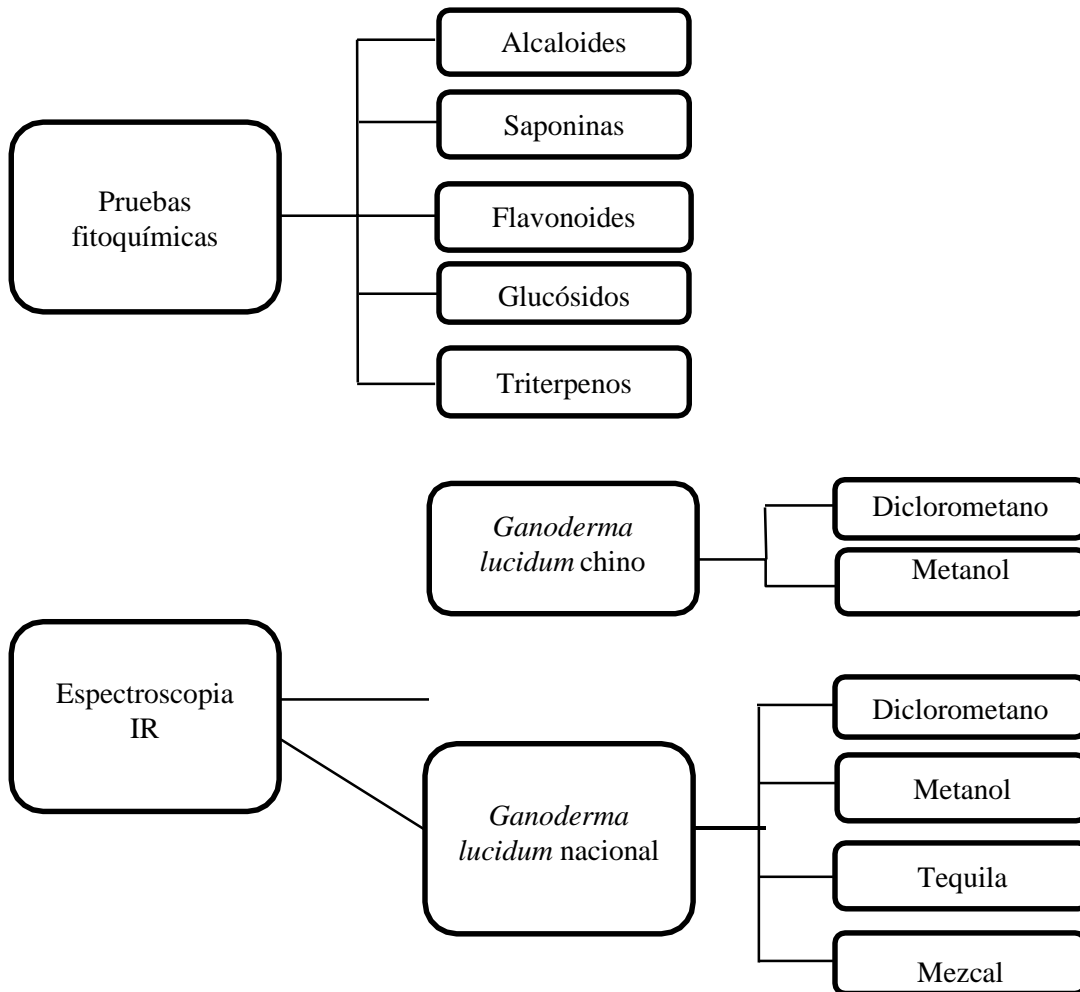 Pruebas
fitoquímicas
Alcaloides
Saponinas
Flavonoides
Glucósidos
Triterpenos
Espectroscopia
IR
Ganoderma
lucidum chino
Diclorometano
Metanol
Ganoderma
lucidum nacional
Diclorometano
Metanol
Tequila
Mezcal